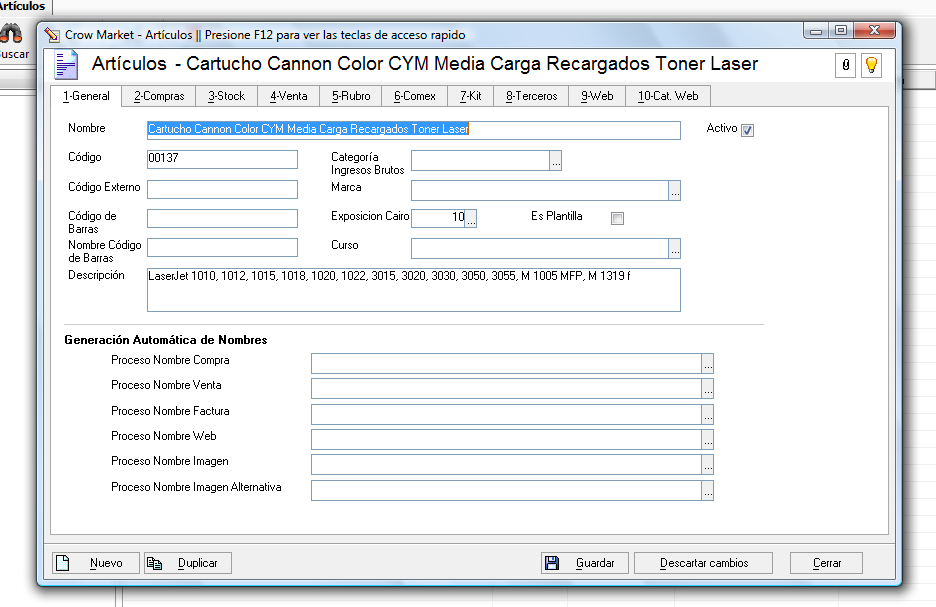 Artículos
Buscar
Crow Market - Artículos || Presione F12 para ver las teclas de acceso rapido
Artículos - Cartucho Cannon Color CYM Media Carga Recargados Toner Laser
1-General 2-Compras 3-Stock 4-Venta 5-Rubro 6-Comex 7-Kit 8-Terceros 9-Web 10-Cat. Web
Nombre Cartucho Cannon Color CYM Media Carga Recargados Toner Laser Activo
Código 00137 Categoría
Ingresos Brutos ...
Código Externo Marca ...
Código de
Barras Exposicion Cairo 10 ... Es Plantilla
Nombre Código
de Barras Curso ...
Descripción LaserJet 1010, 1012, 1015, 1018, 1020, 1022, 3015, 3020, 3030, 3050, 3055, M 1005 MFP, M 1319 f
Generación Automática de Nombres
Proceso Nombre Compra ...
Proceso Nombre Venta ...
Proceso Nombre Factura ...
Proceso Nombre Web ...
Proceso Nombre Imagen ...
Proceso Nombre Imagen Alternativa ...
Nuevo Duplicar Guardar Descartar cambios Cerrar